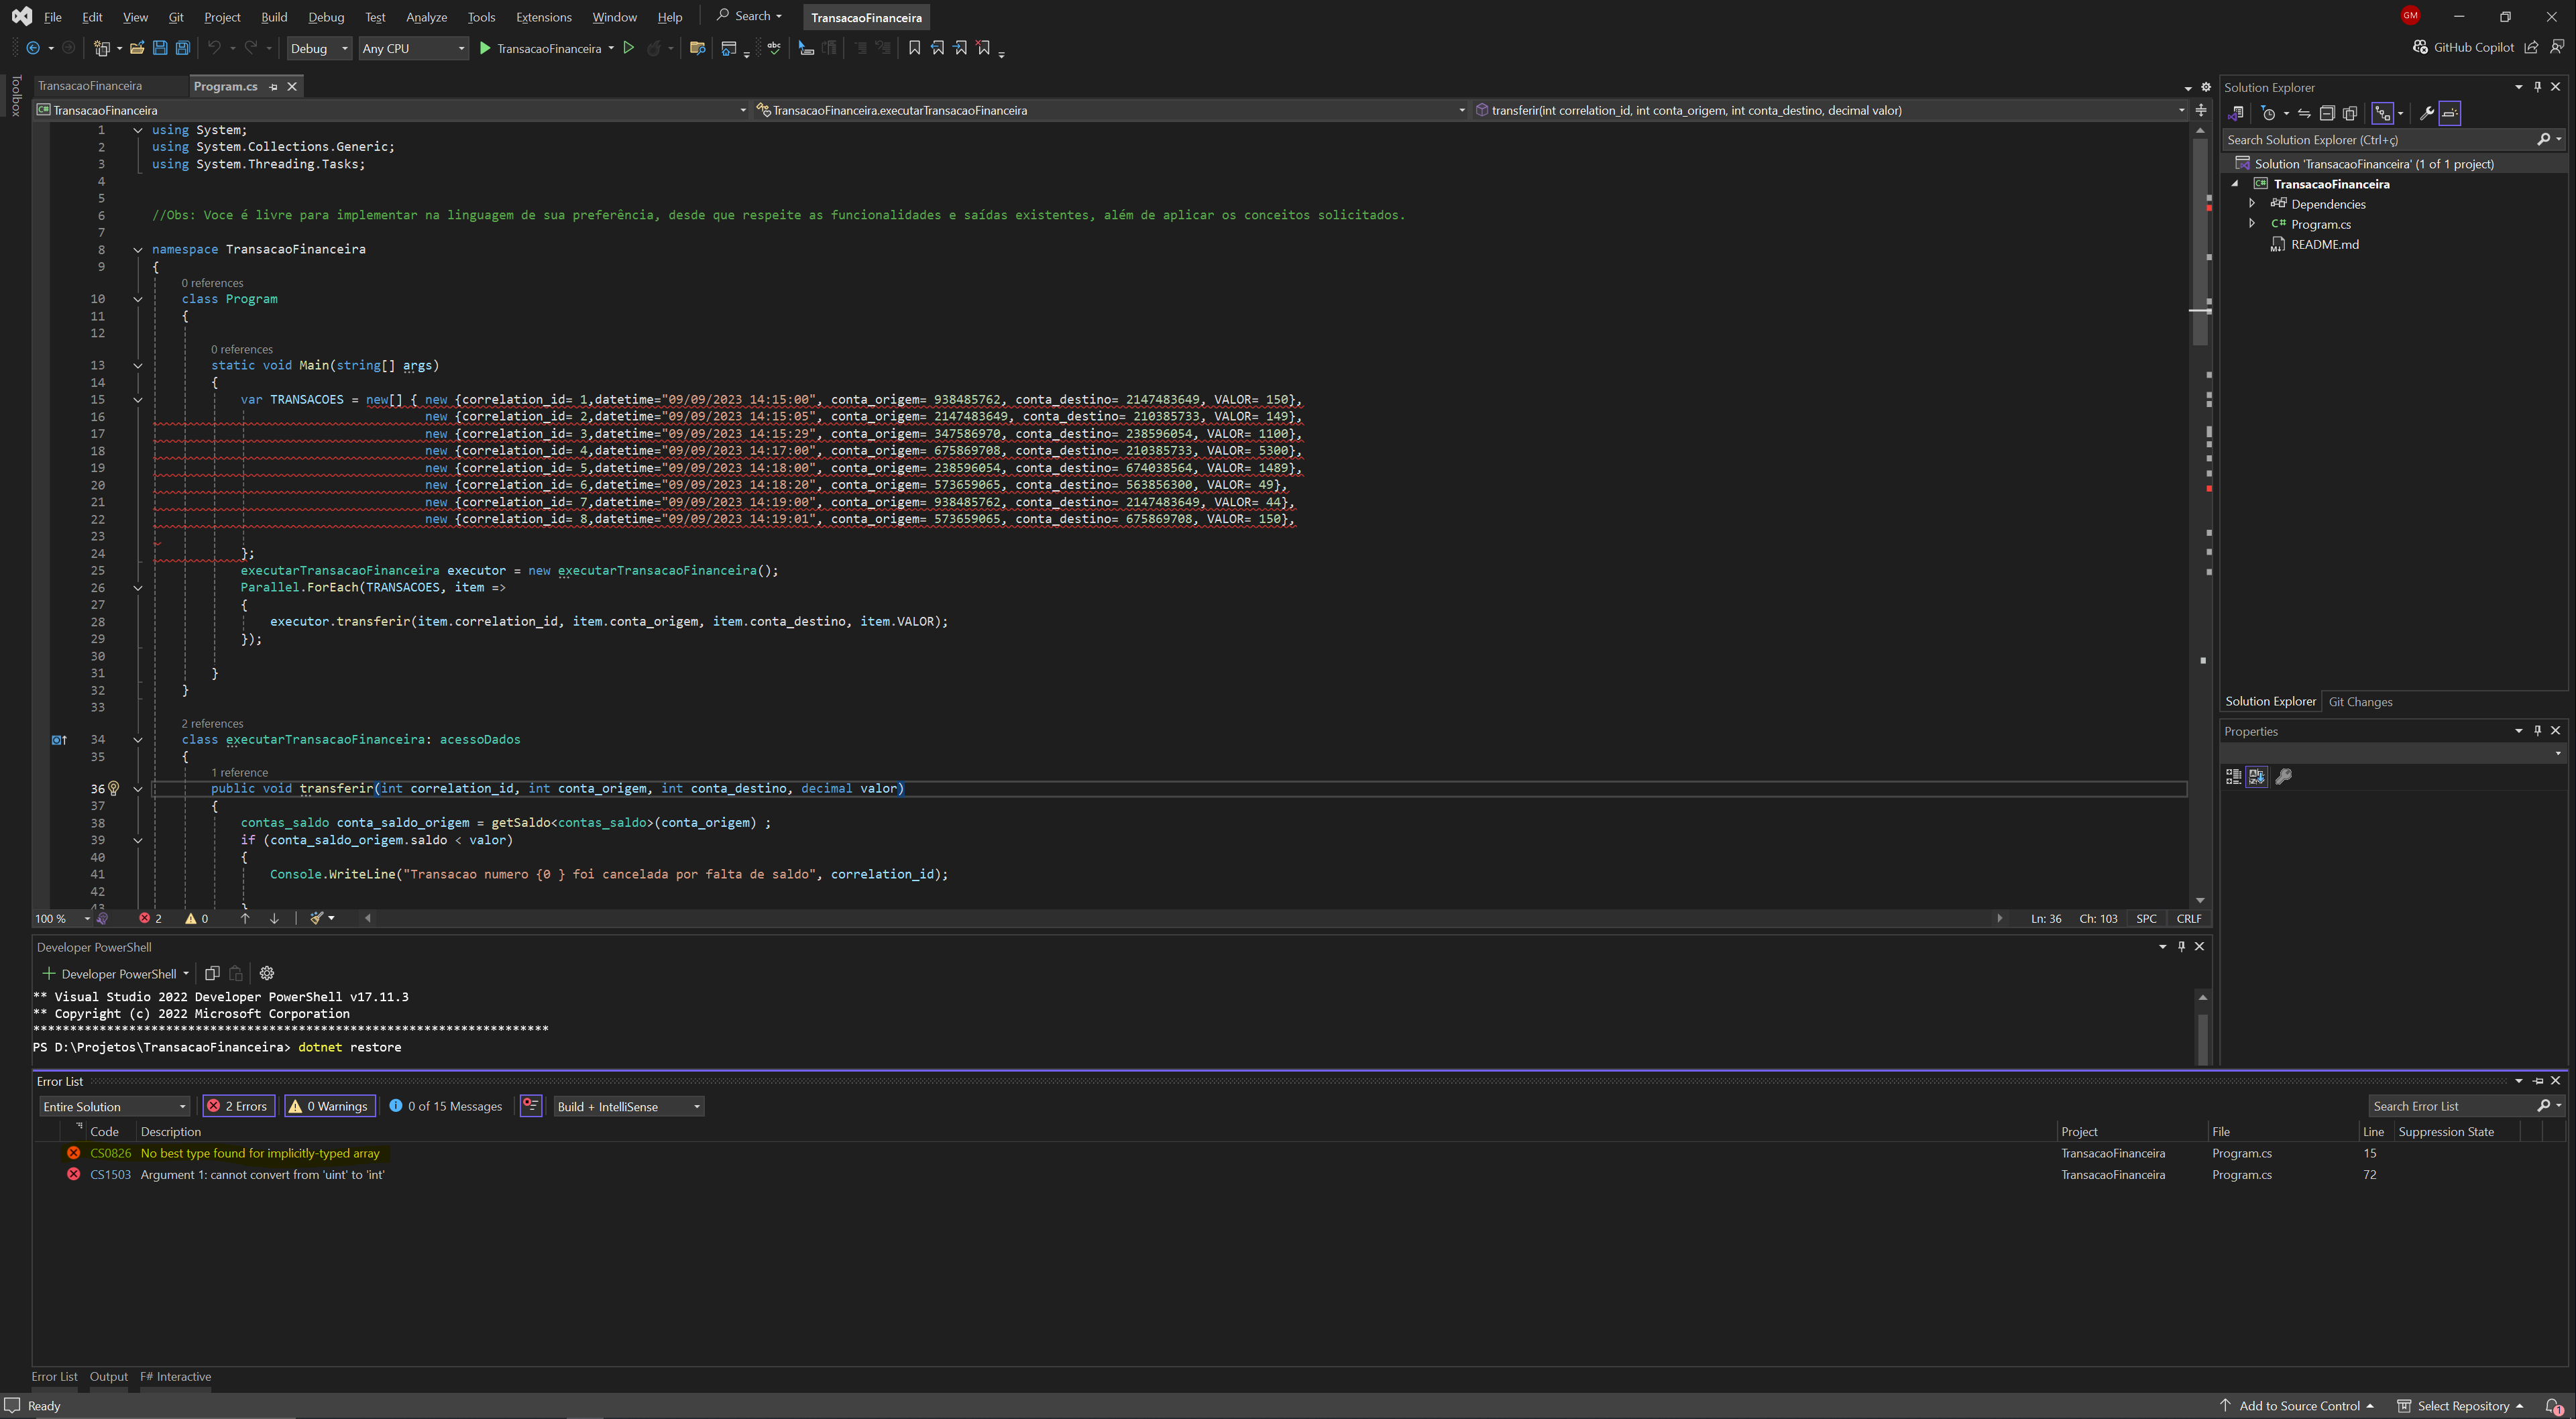 File Edit View Git Project Build Debug Test Analyze Tools Extensions Window Help Search TransacaoFinanceira GM
Debug Any CPU TransacaoFinanceira abc GitHub Copilot
Toolbox
TransacaoFinanceira Program.cs
TransacaoFinanceira TransacaoFinanceira.executarTransacaoFinanceira transferir(int correlation_id, int conta_origem, int conta_destino, decimal valor)
1 using System;
2 using System.Collections.Generic;
3 using System.Threading.Tasks;
4
5
6 //Obs: Voce é livre para implementar na linguagem de sua preferência, desde que respeite as funcionalidades e saídas existentes, além de aplicar os conceitos solicitados.
7
8 namespace TransacaoFinanceira
9 {
0 references
10 class Program
11 {
12
0 references
13 static void Main(string[] args)
14 {
15 var TRANSACOES = new[] { new {correlation_id= 1,datetime="09/09/2023 14:15:00", conta_origem= 938485762, conta_destino= 2147483649, VALOR= 150},
16 new {correlation_id= 2,datetime="09/09/2023 14:15:05", conta_origem= 2147483649, conta_destino= 210385733, VALOR= 149},
17 new {correlation_id= 3,datetime="09/09/2023 14:15:29", conta_origem= 347586970, conta_destino= 238596054, VALOR= 1100},
18 new {correlation_id= 4,datetime="09/09/2023 14:17:00", conta_origem= 675869708, conta_destino= 210385733, VALOR= 5300},
19 new {correlation_id= 5,datetime="09/09/2023 14:18:00", conta_origem= 238596054, conta_destino= 674038564, VALOR= 1489},
20 new {correlation_id= 6,datetime="09/09/2023 14:18:20", conta_origem= 573659065, conta_destino= 563856300, VALOR= 49},
21 new {correlation_id= 7,datetime="09/09/2023 14:19:00", conta_origem= 938485762, conta_destino= 2147483649, VALOR= 44},
22 new {correlation_id= 8,datetime="09/09/2023 14:19:01", conta_origem= 573659065, conta_destino= 675869708, VALOR= 150},
23
24 };
25 executarTransacaoFinanceira executor = new executarTransacaoFinanceira();
26 Parallel.ForEach(TRANSACOES, item =>
27 {
28 executor.transferir(item.correlation_id, item.conta_origem, item.conta_destino, item.VALOR);
29 });
30
31 }
32 }
33
2 references
34 class executarTransacaoFinanceira: acessoDados
35 {
1 reference
36 public void transferir(int correlation_id, int conta_origem, int conta_destino, decimal valor)
37 {
38 contas_saldo conta_saldo_origem = getSaldo<contas_saldo>(conta_origem) ;
39 if (conta_saldo_origem.saldo < valor)
40 {
41 Console.WriteLine("Transacao numero {0 } foi cancelada por falta de saldo", correlation_id);
42
43 }
100 % 2 0 Ln: 36 Ch: 103 SPC CRLF
Developer PowerShell
Developer PowerShell
** Visual Studio 2022 Developer PowerShell v17.11.3
** Copyright (c) 2022 Microsoft Corporation
**********************************************************************
PS D:\Projetos\TransacaoFinanceira> dotnet restore
Error List
Entire Solution 2 Errors 0 Warnings 0 of 15 Messages Build + IntelliSense Search Error List
Code Description Project File Line Suppression State
CS0826 No best type found for implicitly-typed array TransacaoFinanceira Program.cs 15
CS1503 Argument 1: cannot convert from 'uint' to 'int' TransacaoFinanceira Program.cs 72
Error List Output F# Interactive
Ready Add to Source Control Select Repository 1
Solution Explorer
Search Solution Explorer (Ctrl+ç)
Solution 'TransacaoFinanceira' (1 of 1 project)
TransacaoFinanceira
Dependencies
C# Program.cs
README.md
Solution Explorer Git Changes
Properties